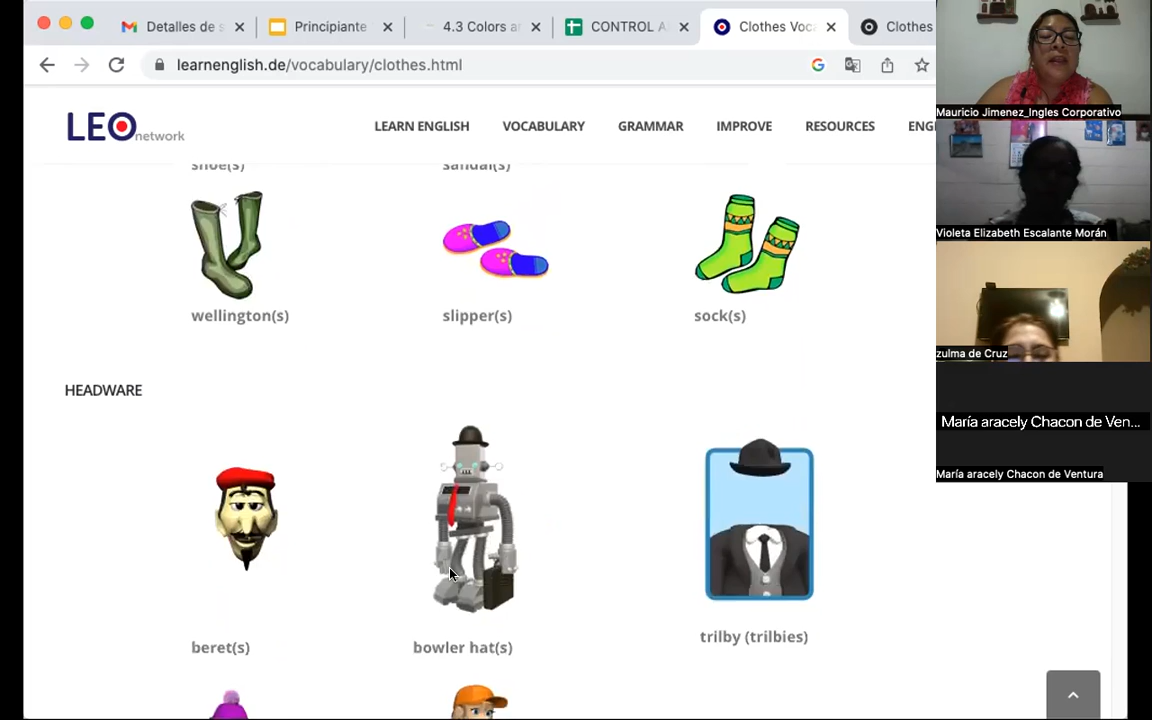 Detalles de s
Principiante
4.3 Colors an
CONTROL A
Clothes Voca
Clothes
learnenglish.de/vocabulary/clothes.html
LEO network
LEARN ENGLISH
VOCABULARY
GRAMMAR
IMPROVE
RESOURCES
ENG
shoe(s)
sandal(s)
wellington(s)
slipper(s)
sock(s)
HEADWARE
beret(s)
bowler hat(s)
trilby (trilbies)
Mauricio Jimenez_Ingles Corporativo
Violeta Elizabeth Escalante Morán
zulma de Cruz
María aracely Chacon de Ven...
María aracely Chacon de Ventura